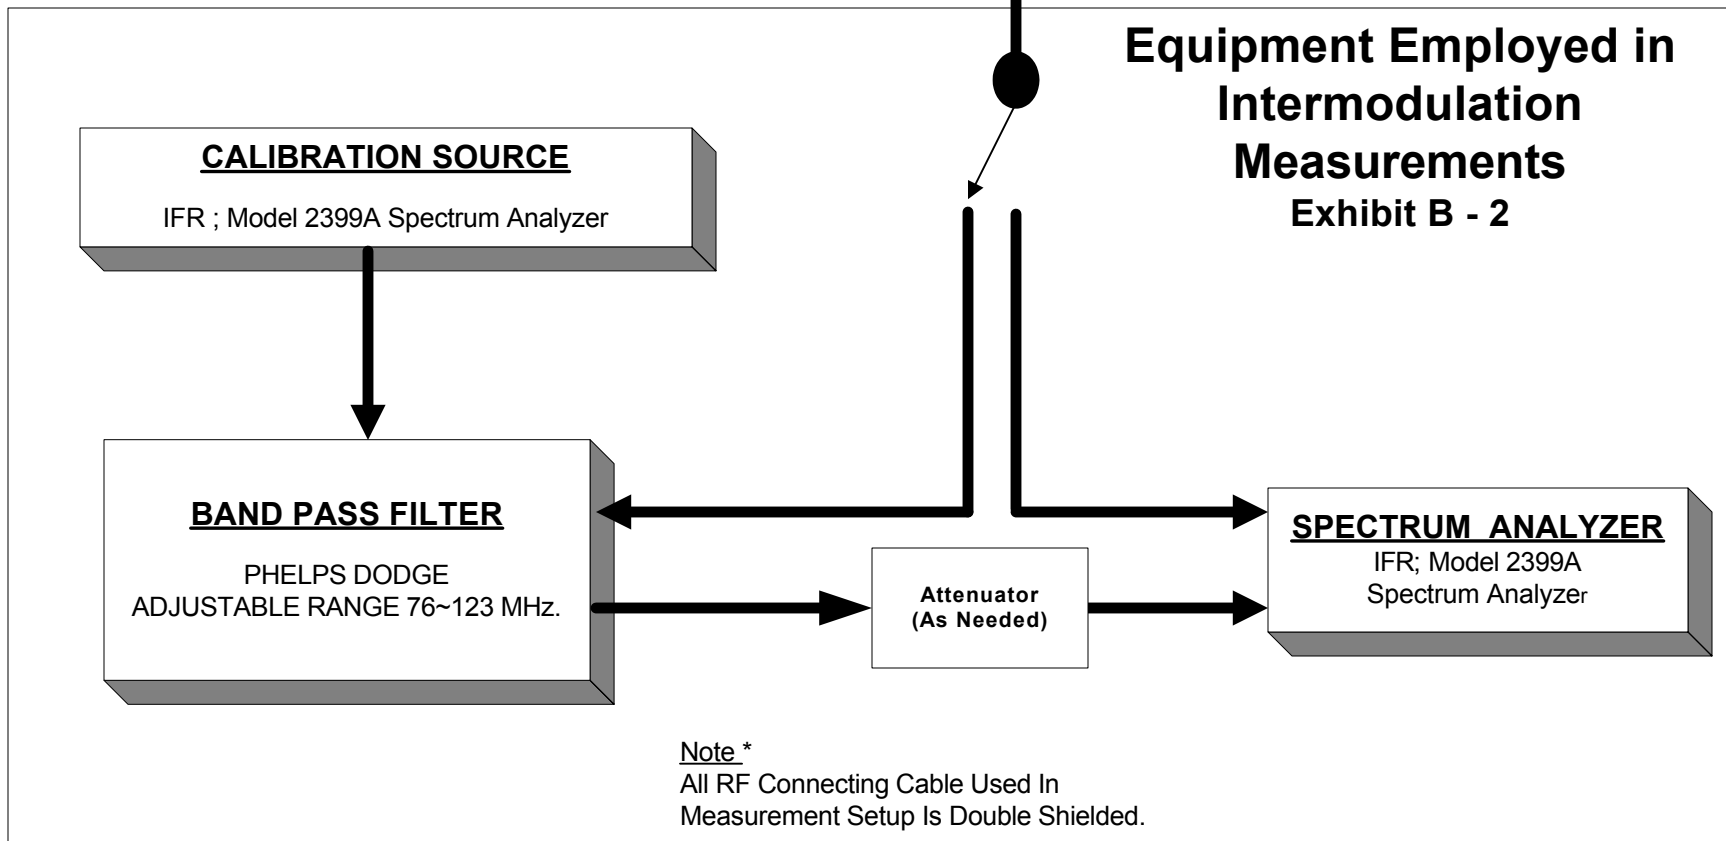 Equipment Employed in
Intermodulation
Measurements
Exhibit B - 2
CALIBRATION SOURCE
IFR ; Model 2399A Spectrum Analyzer
BAND PASS FILTER
PHELPS DODGE
ADJUSTABLE RANGE 76~123 MHz.
Attenuator
(As Needed)
SPECTRUM ANALYZER
IFR; Model 2399A
Spectrum Analyzer
Note *
All RF Connecting Cable Used In
Measurement Setup Is Double Shielded.